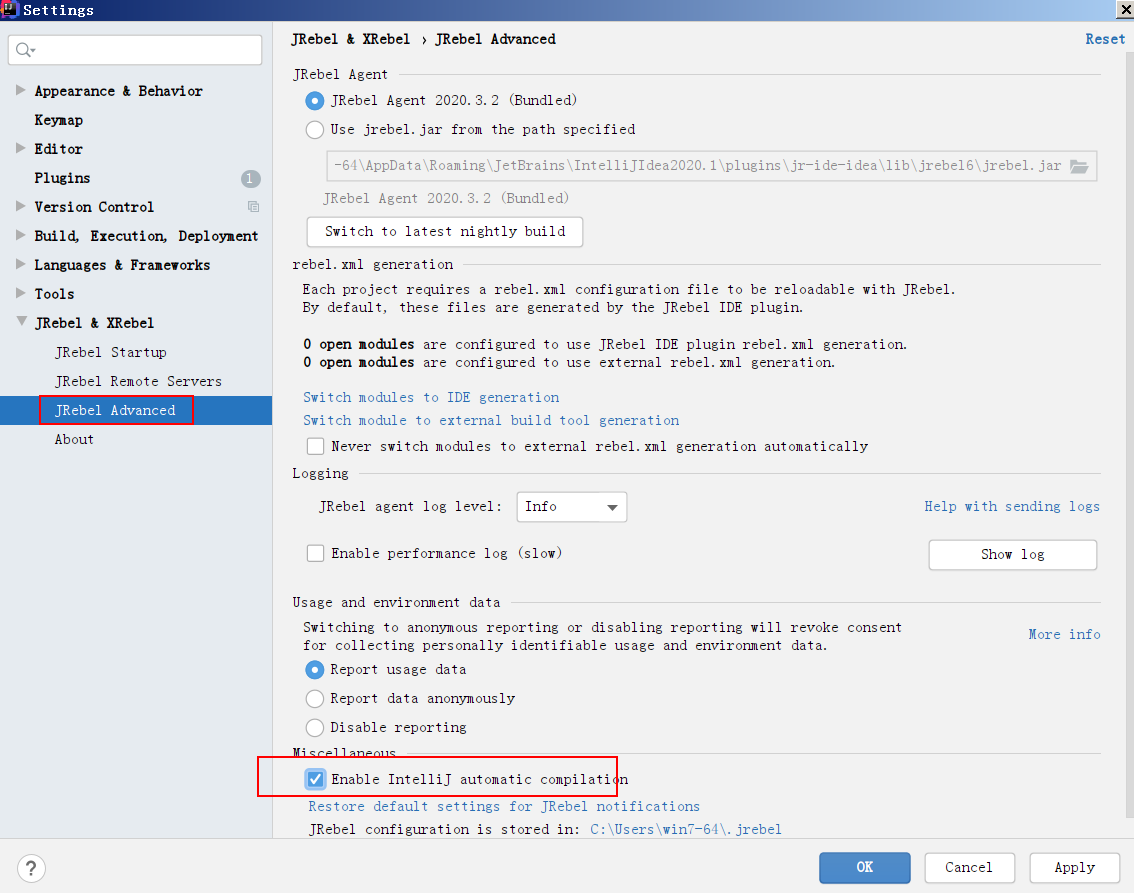 Settings
JRebel & XRebel › JRebel Advanced
Reset
Appearance & Behavior
Keymap
Editor
Plugins
1
Version Control
Build, Execution, Deployment
Languages & Frameworks
Tools
JRebel & XRebel
JRebel Startup
JRebel Remote Servers
JRebel Advanced
About
JRebel Agent
JRebel Agent 2020.3.2 (Bundled)
Use jrebel.jar from the path specified
-64\AppData\Roaming\JetBrains\IntelliJIdea2020.1\plugins\jr-ide-idea\lib\jrebel6\jrebel.jar
JRebel Agent 2020.3.2 (Bundled)
Switch to latest nightly build
rebel.xml generation
Each project requires a rebel.xml configuration file to be reloadable with JRebel.
By default, these files are generated by the JRebel IDE plugin.
0 open modules are configured to use JRebel IDE plugin rebel.xml generation.
0 open modules are configured to use external rebel.xml generation.
Switch modules to IDE generation
Switch module to external build tool generation
Never switch modules to external rebel.xml generation automatically
Logging
JRebel agent log level: Info
Help with sending logs
Enable performance log (slow)
Show log
Usage and environment data
Switching to anonymous reporting or disabling reporting will revoke consent
for collecting personally identifiable usage and environment data.
More info
Report usage data
Report data anonymously
Disable reporting
Miscellaneous
Enable IntelliJ automatic compilation
Restore default settings for JRebel notifications
JRebel configuration is stored in: C:\Users\win7-64\.jrebel
?
OK
Cancel
Apply